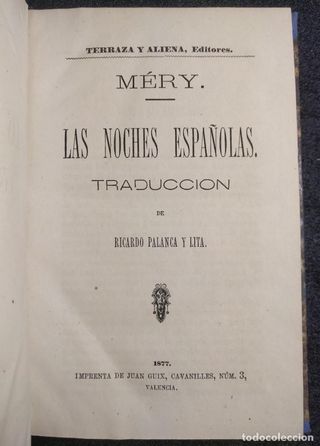 TERRAZA Y ALIENA, Editores.
MÉRY.
LAS NOCHES ESPAÑOLAS.
TRADUCCION
DE
RICARDO PALANCA Y LITA.
1877.
IMPRENTA DE JUAN GUIX, CAVANILLES, NÚM. 3,
VALENCIA.
todocoleccion